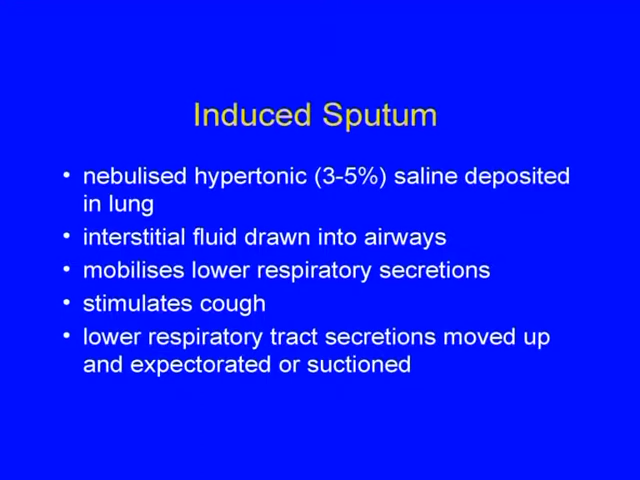 Induced Sputum
• nebulised hypertonic (3-5%) saline deposited
in lung
• interstitial fluid drawn into airways
• mobilises lower respiratory secretions
• stimulates cough
• lower respiratory tract secretions moved up
and expectorated or suctioned